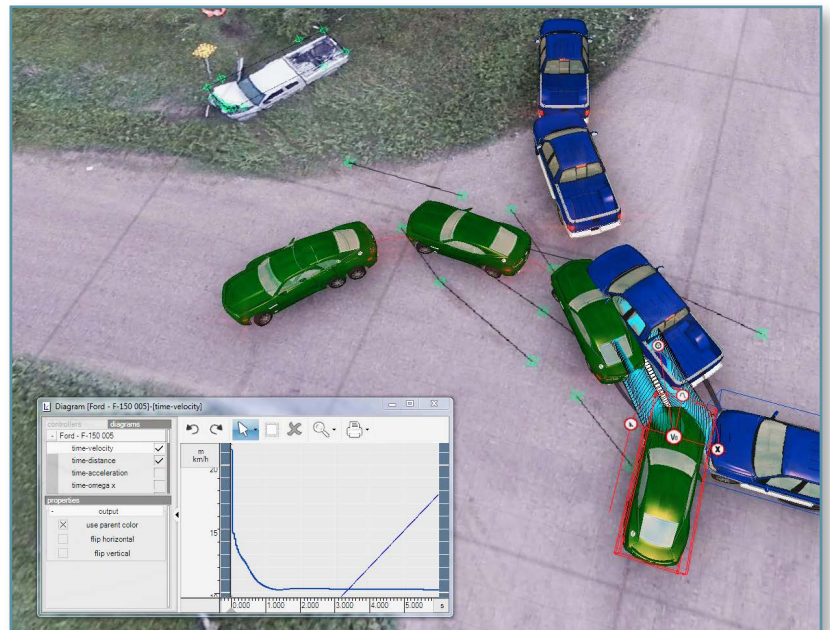 Diagram [Ford - F-150 005]-[time-velocity]
controllers diagrams
- Ford - F-150 005
time-velocity
time-distance
time-acceleration
time-omega x
properties
- output
use parent color
flip horizontal
flip vertical
m
km/h
20
15
10
0.000 1.000 2.000 3.000 4.000 5.000 s
X